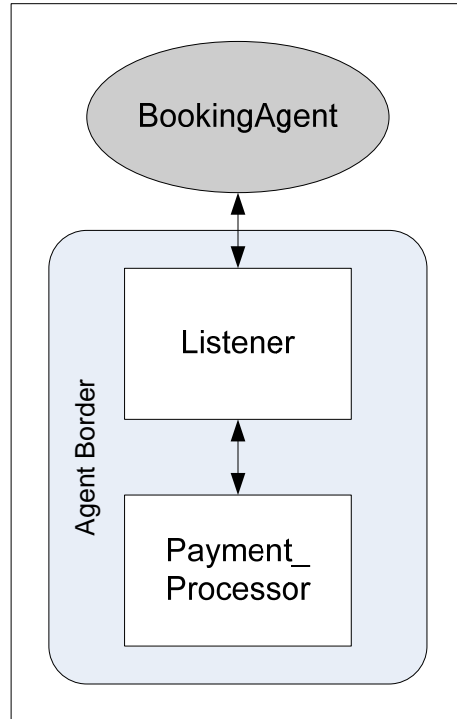 BookingAgent
Listener
Agent Border
Payment_
Processor